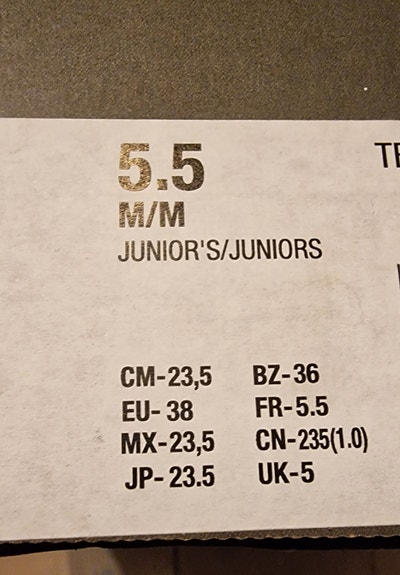 5.5
M/M
JUNIOR'S/JUNIORS
CM-23,5 BZ-36
EU-38 FR-5.5
MX-23,5 CN-235(1.0)
JP-23.5 UK-5